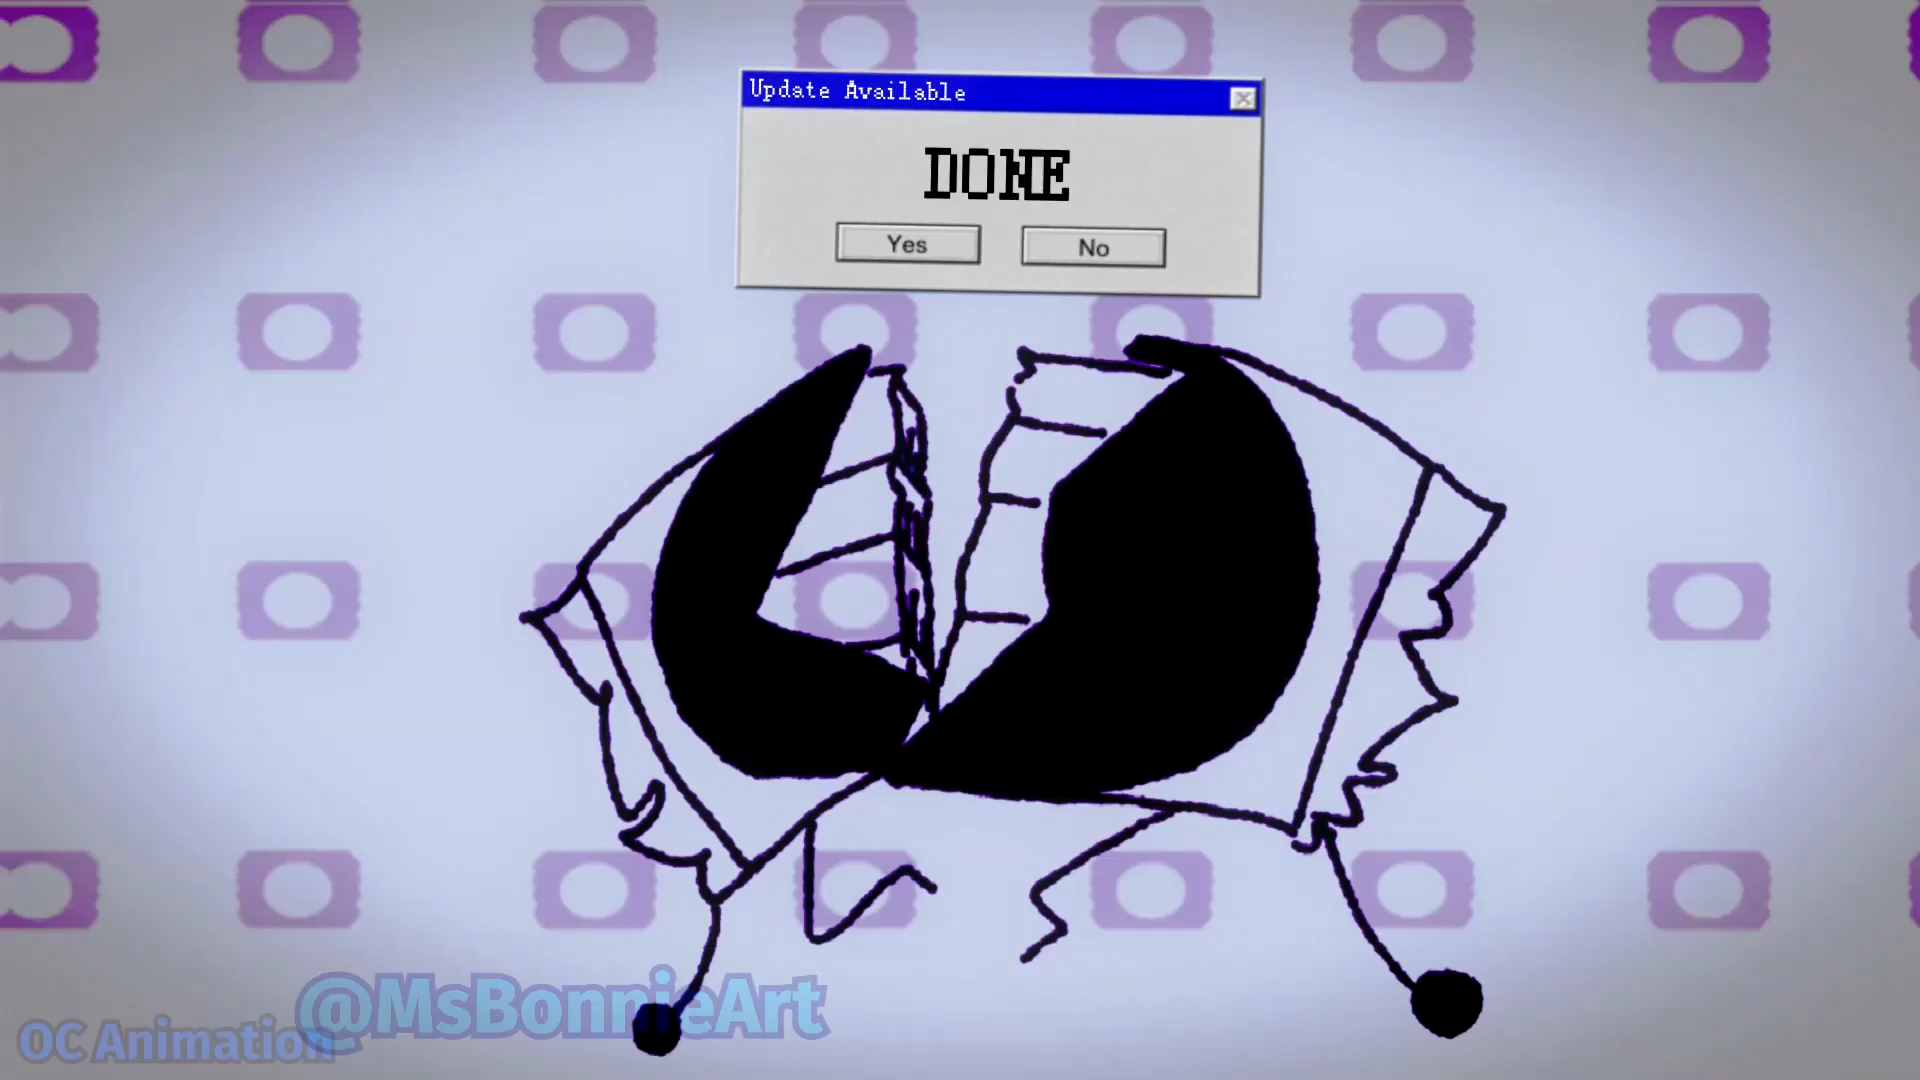 Update Available
DONE
Yes No
@MsBonnieArt
OC Animation